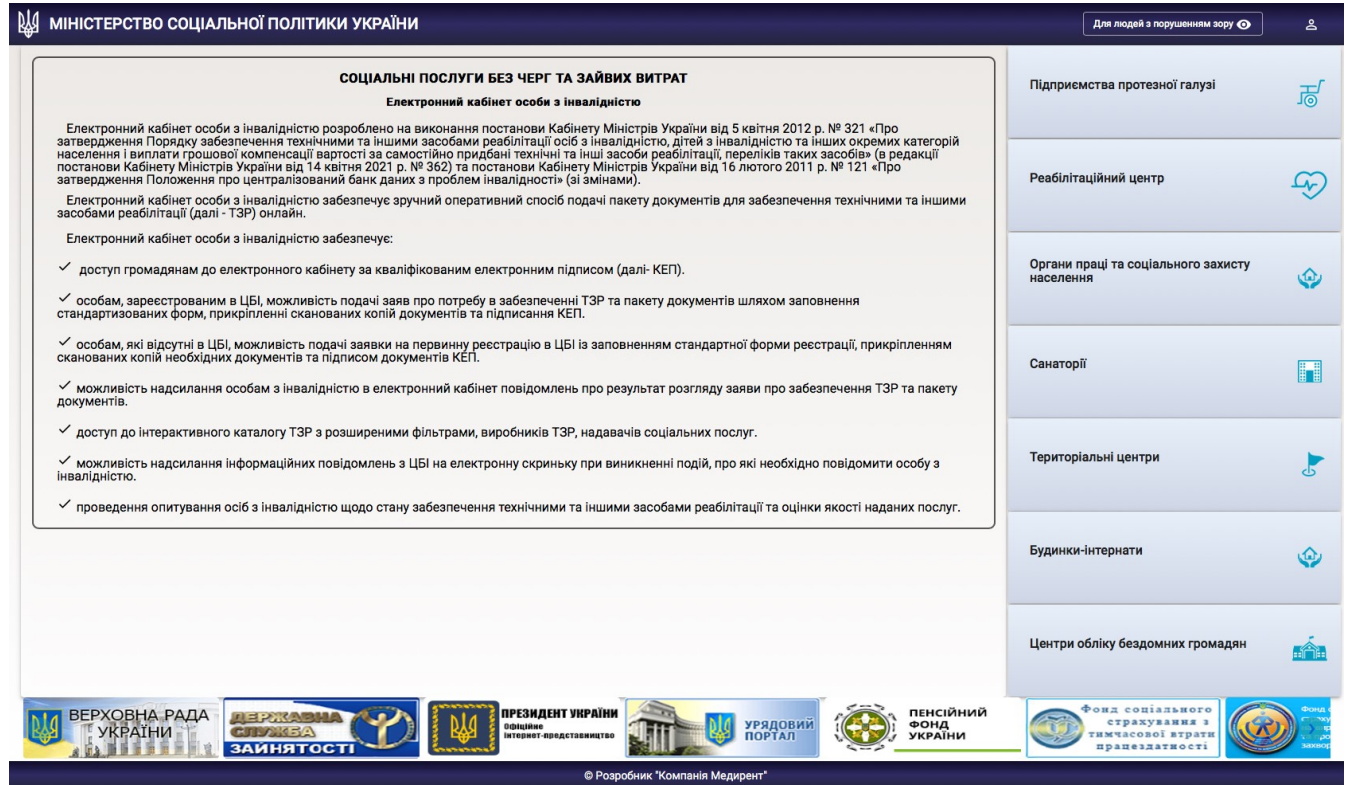 МІНІСТЕРСТВО СОЦІАЛЬНОЇ ПОЛІТИКИ УКРАЇНИ
Для людей з порушенням зору
СОЦІАЛЬНІ ПОСЛУГИ БЕЗ ЧЕРГ ТА ЗАЙВИХ ВИТРАТ
Електронний кабінет особи з інвалідністю
Електронний кабінет особи з інвалідністю розроблено на виконання постанови Кабінету Міністрів України від 5 квітня 2012 р. № 321 «Про
затвердження Порядку забезпечення технічними та іншими засобами реабілітації осіб з інвалідністю, дітей з інвалідністю та інших окремих категорій
населення і виплати грошової компенсації вартості за самостійно придбані технічні та інші засоби реабілітації, переліків таких засобів» (в редакції
постанови Кабінету Міністрів України від 14 квітня 2021 р. № 362) та постанови Кабінету Міністрів України від 16 лютого 2011 р. № 121 «Про
затвердження Положення про централізований банк даних з проблем інвалідності» (зі змінами).
Електронний кабінет особи з інвалідністю забезпечує зручний оперативний спосіб подачі пакету документів для забезпечення технічними та іншими
засобами реабілітації (далі - ТЗР) онлайн.
Електронний кабінет особи з інвалідністю забезпечує:
доступ громадянам до електронного кабінету за кваліфікованим електронним підписом (далі- КЕП).
особам, зареєстрованим в ЦБІ, можливість подачі заяв про потребу в забезпеченні ТЗР та пакету документів шляхом заповнення
стандартизованих форм, прикріпленні сканованих копій документів та підписання КЕП.
особам, які відсутні в ЦБІ, можливість подачі заявки на первинну реєстрацію в ЦБІ із заповненням стандартної форми реєстрації, прикріпленням
сканованих копій необхідних документів та підписом документів КЕП.
можливість надсилання особам з інвалідністю в електронний кабінет повідомлень про результат розгляду заяви про забезпечення ТЗР та пакету
документів.
доступ до інтерактивного каталогу ТЗР з розширеними фільтрами, виробників ТЗР, надавачів соціальних послуг.
можливість надсилання інформаційних повідомлень з ЦБІ на електронну скриньку при виникненні подій, про які необхідно повідомити особу з
інвалідністю.
проведення опитування осіб з інвалідністю щодо стану забезпечення технічними та іншими засобами реабілітації та оцінки якості наданих послуг.
Підприємства протезної галузі
Реабілітаційний центр
Органи праці та соціального захисту
населення
Санаторії
Територіальні центри
Будинки-інтернати
Центри обліку бездомних громадян
ВЕРХОВНА РАДА
УКРАЇНИ
ДЕРЖАВНА
СЛУЖБА
ЗАЙНЯТОСТІ
ПРЕЗИДЕНТ УКРАЇНИ
Офіційне
інтернет-представництво
УРЯДОВИЙ
ПОРТАЛ
ПЕНСІЙНИЙ
ФОНД
УКРАЇНИ
Фонд соціального
страхування з
тимчасової втрати
працездатності
Фонд
© Розробник "Компанія Медирент"